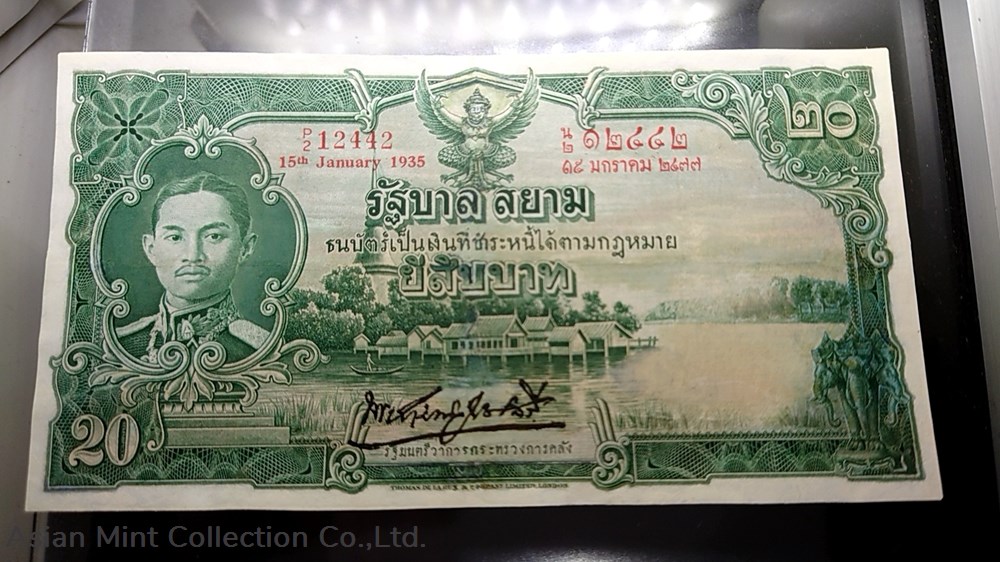 ๒๐
P/2 12442
น/๒ ๑๒๔๔๒
15th January 1935
๑๕ มกราคม ๒๔๗๗
รัฐบาล สยาม
ธนบัตร์เป็นเงินที่ชำระหนี้ได้ตามกฎหมาย
ยี่สิบบาท
20
รัฐมนตรีว่าการกระทรวงการคลัง
THOMAS DE LA RUE & COMPANY LIMITED, LONDON
Asian Mint Collection Co.,Ltd.